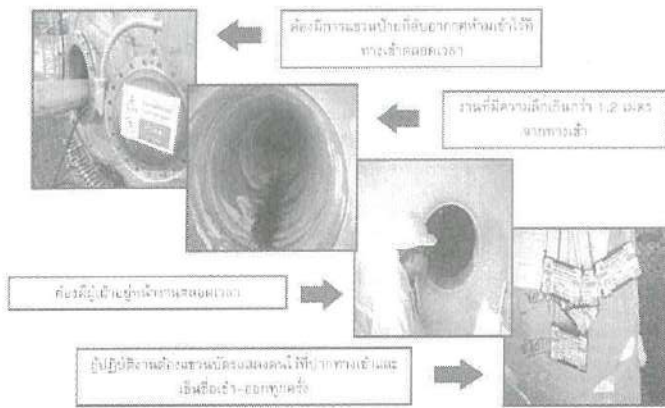 ต้องมีการแขวนป้ายที่อับอากาศห้ามเข้าไว้ที่
ทางเข้าตลอดเวลา
งานที่มีความลึกเกินกว่า 1.2 เมตร
จากทางเข้า
ต้องมีผู้เฝ้าอยู่หน้างานตลอดเวลา
ผู้ปฏิบัติงานต้องแขวนบัตรแสดงตนไว้ที่ปากทางเข้าและ
เซ็นชื่อเข้า-ออกทุกครั้ง